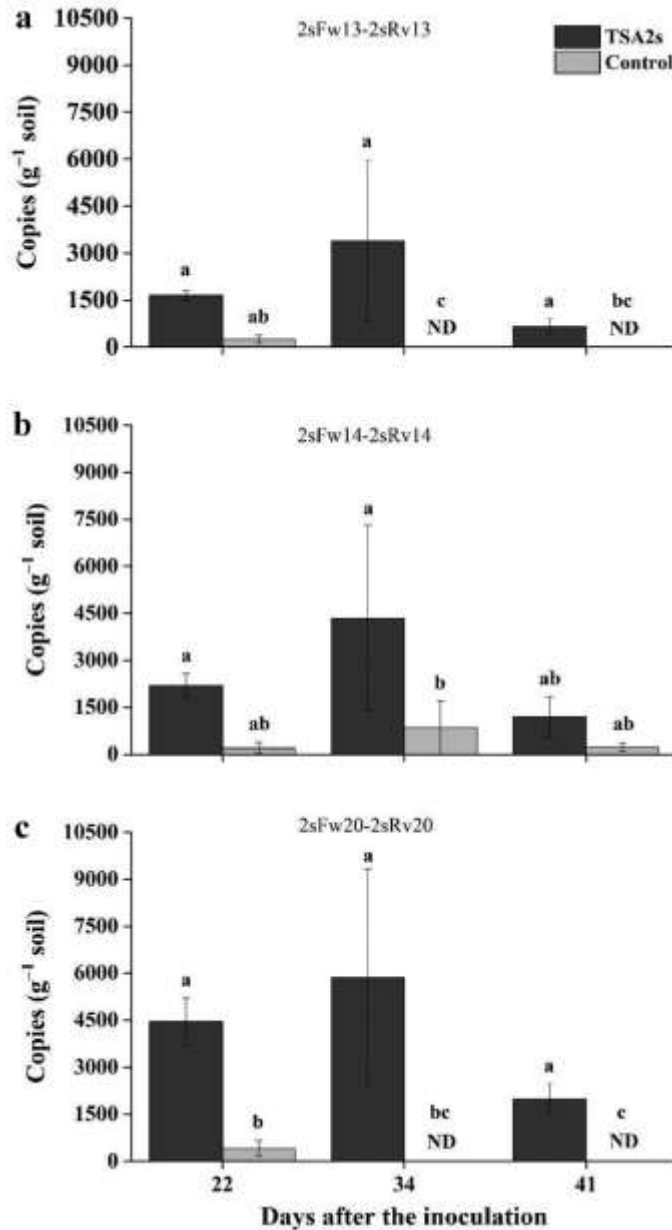 a
2sFw13-2sRv13
TSA2s
Control
Copies (g⁻¹ soil)
10500
9000
7500
6000
4500
3000
1500
0
a
ab
a
c
ND
a
bc
ND
b
2sFw14-2sRv14
Copies (g⁻¹ soil)
10500
9000
7500
6000
4500
3000
1500
0
a
ab
a
b
ab
ab
c
2sFw20-2sRv20
Copies (g⁻¹ soil)
10500
9000
7500
6000
4500
3000
1500
0
a
b
a
bc
ND
a
c
ND
22 34 41
Days after the inoculation